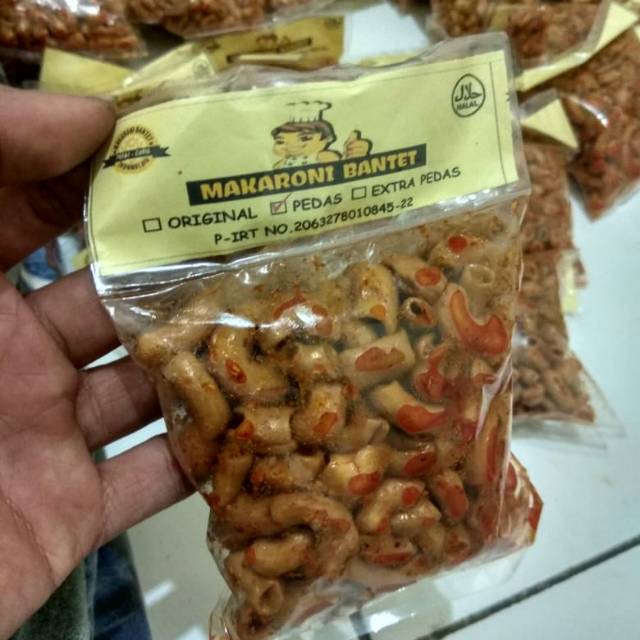 حلال
HALAL
MAKARONI BANTET
☐ ORIGINAL ☑ PEDAS ☐ EXTRA PEDAS
P-IRT NO.2063278010845-22